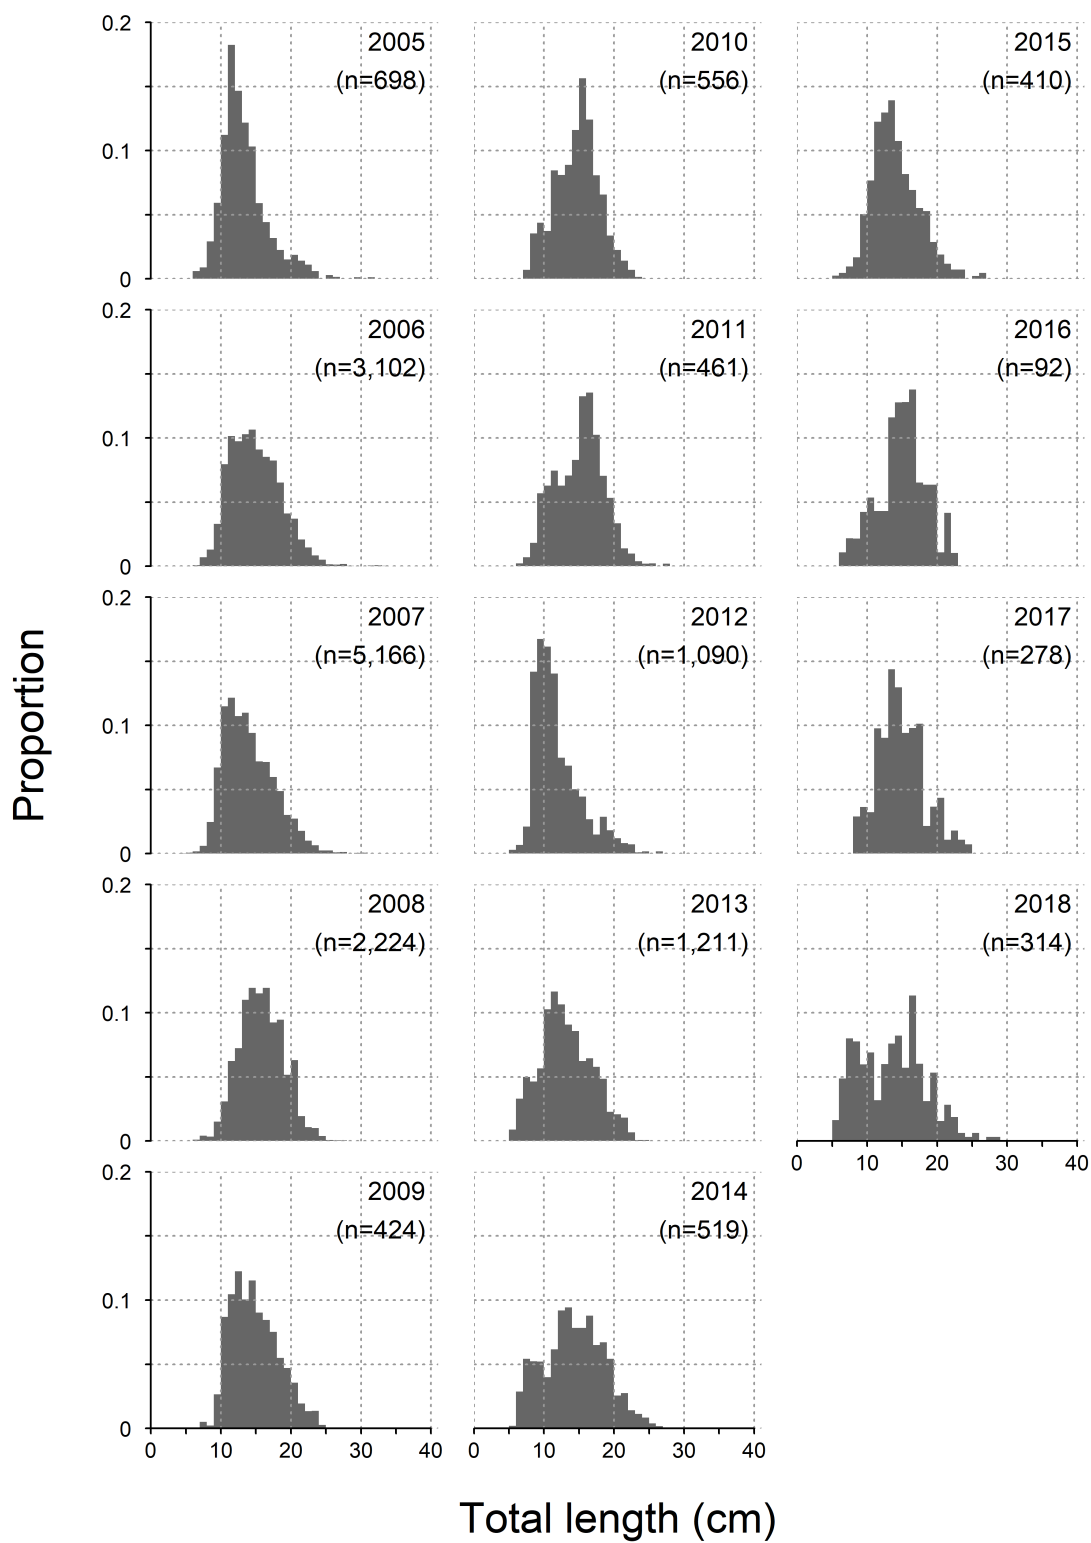 0.2
0.1
0
2005
(n=698)
2010
(n=556)
2015
(n=410)
0.2
0.1
0
2006
(n=3,102)
2011
(n=461)
2016
(n=92)
0.2
0.1
0
2007
(n=5,166)
2012
(n=1,090)
2017
(n=278)
0.2
0.1
0
2008
(n=2,224)
2013
(n=1,211)
2018
(n=314)
0 10 20 30 40
0.2
0.1
0
2009
(n=424)
2014
(n=519)
0 10 20 30 40
0 10 20 30 40
Proportion
Total length (cm)